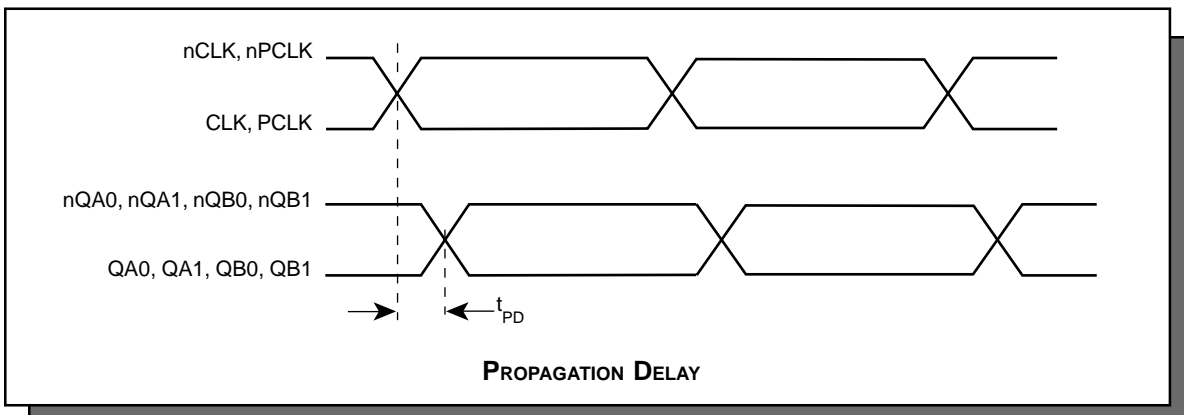 nCLK, nPCLK
CLK, PCLK
nQA0, nQA1, nQB0, nQB1
QA0, QA1, QB0, QB1
tPD
PROPAGATION DELAY